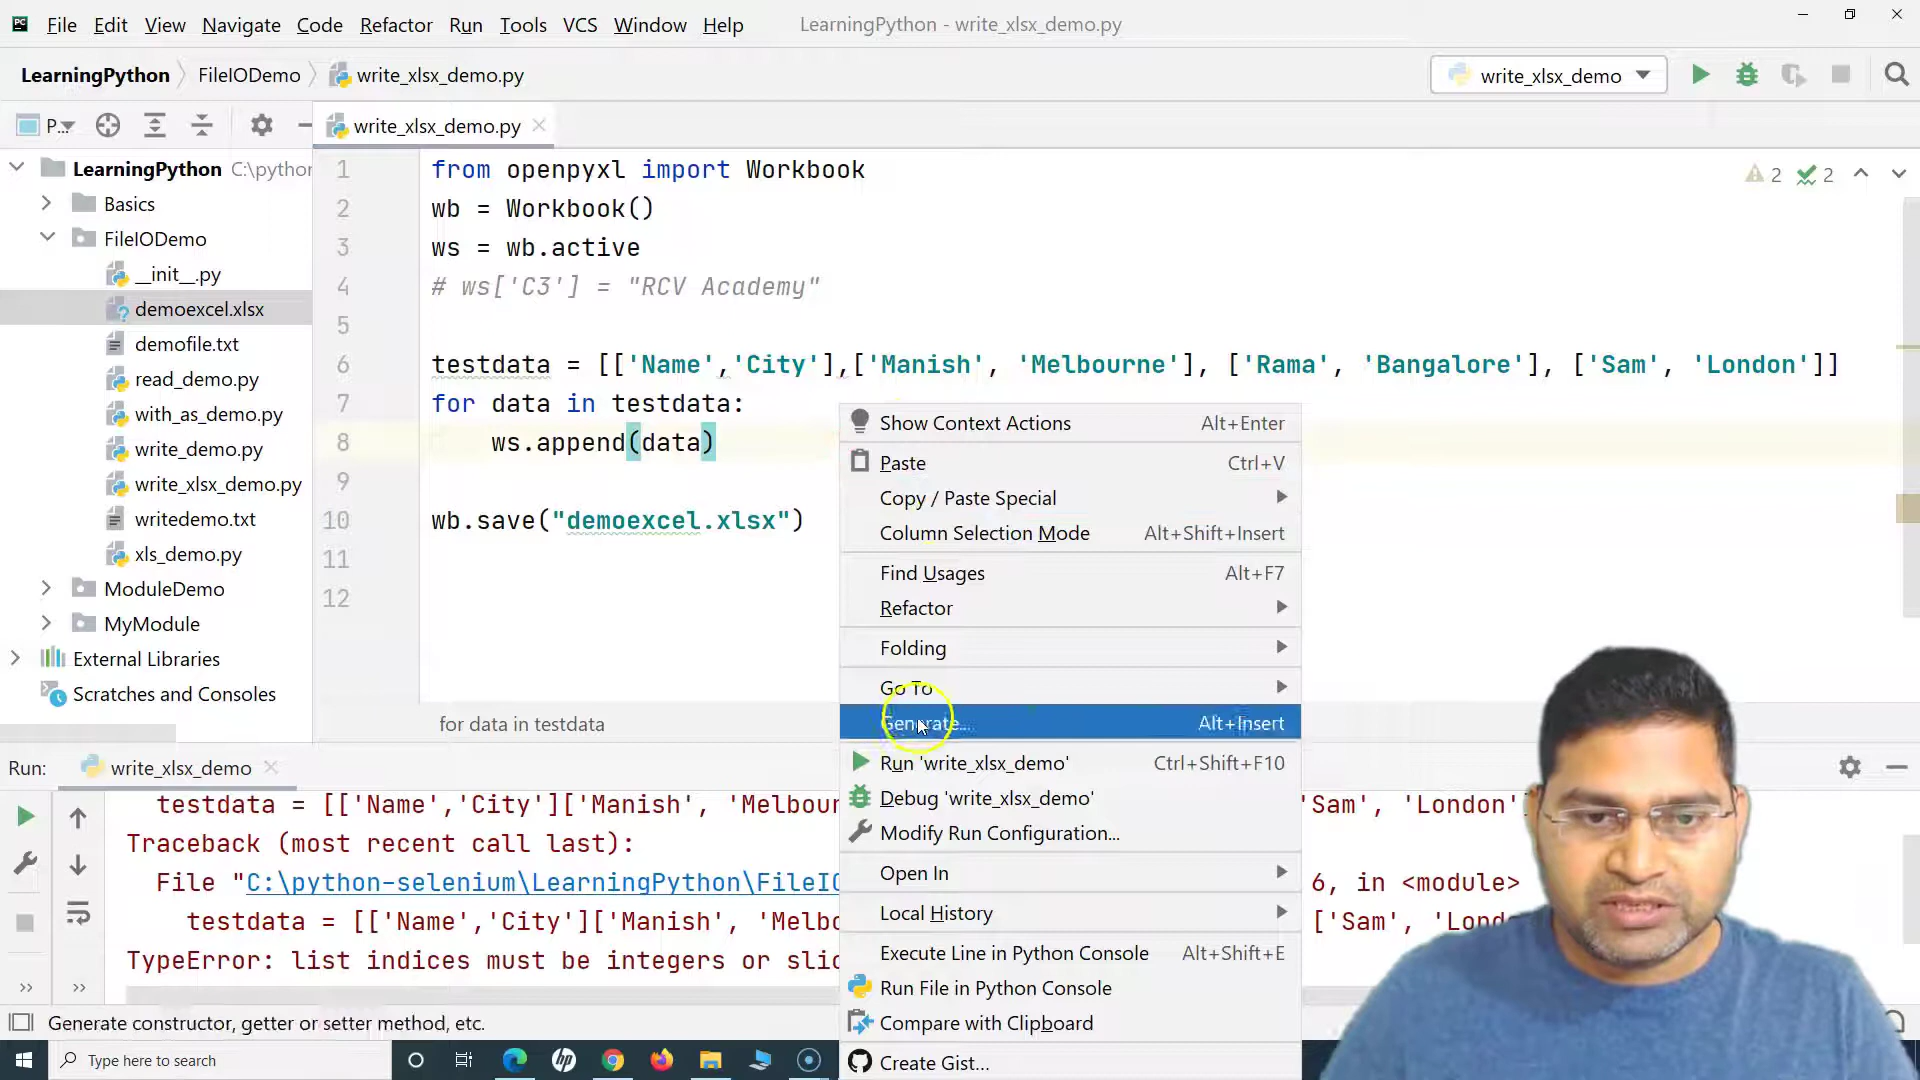 File Edit View Navigate Code Refactor Run Tools VCS Window Help LearningPython - write_xlsx_demo.py
LearningPython FileIODemo write_xlsx_demo.py write_xlsx_demo
P... write_xlsx_demo.py
LearningPython C:\python
Basics
FileIODemo
__init__.py
demoexcel.xlsx
demofile.txt
read_demo.py
with_as_demo.py
write_demo.py
write_xlsx_demo.py
writedemo.txt
xls_demo.py
ModuleDemo
MyModule
External Libraries
Scratches and Consoles
1 from openpyxl import Workbook
2 wb = Workbook()
3 ws = wb.active
4 # ws['C3'] = "RCV Academy"
5
6 testdata = [['Name','City'],['Manish', 'Melbourne'], ['Rama', 'Bangalore'], ['Sam', 'London']]
7 for data in testdata:
8 ws.append(data)
9
10 wb.save("demoexcel.xlsx")
11
12
2 2
for data in testdata
Show Context Actions Alt+Enter
Paste Ctrl+V
Copy / Paste Special
Column Selection Mode Alt+Shift+Insert
Find Usages Alt+F7
Refactor
Folding
Go To
Generate... Alt+Insert
Run 'write_xlsx_demo' Ctrl+Shift+F10
Debug 'write_xlsx_demo'
Modify Run Configuration...
Open In
Local History
Execute Line in Python Console Alt+Shift+E
Run File in Python Console
Compare with Clipboard
Create Gist...
Run: write_xlsx_demo
testdata = [['Name','City']['Manish', 'Melbour 'Sam', 'London'
Traceback (most recent call last):
File "C:\python-selenium\LearningPython\FileIO 6, in <module>
testdata = [['Name','City']['Manish', 'Melbo ['Sam', 'Lond
TypeError: list indices must be integers or slic
Generate constructor, getter or setter method, etc.
Type here to search